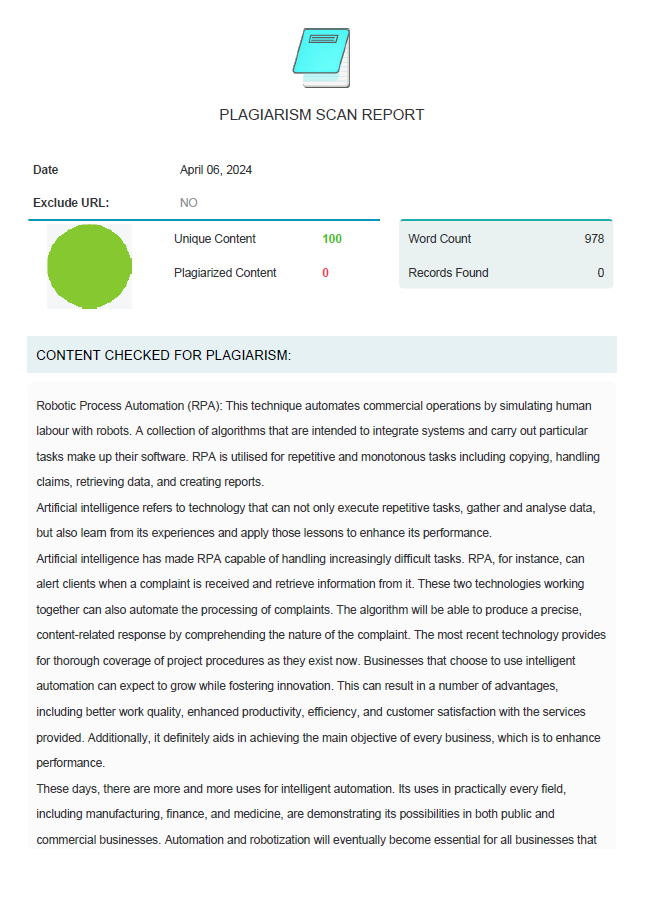 PLAGIARISM SCAN REPORT
Date April 06, 2024
Exclude URL: NO
Unique Content 100 Word Count 978
Plagiarized Content 0 Records Found 0
CONTENT CHECKED FOR PLAGIARISM:
Robotic Process Automation (RPA): This technique automates commercial operations by simulating human
labour with robots. A collection of algorithms that are intended to integrate systems and carry out particular
tasks make up their software. RPA is utilised for repetitive and monotonous tasks including copying, handling
claims, retrieving data, and creating reports.
Artificial intelligence refers to technology that can not only execute repetitive tasks, gather and analyse data,
but also learn from its experiences and apply those lessons to enhance its performance.
Artificial intelligence has made RPA capable of handling increasingly difficult tasks. RPA, for instance, can
alert clients when a complaint is received and retrieve information from it. These two technologies working
together can also automate the processing of complaints. The algorithm will be able to produce a precise,
content-related response by comprehending the nature of the complaint. The most recent technology provides
for thorough coverage of project procedures as they exist now. Businesses that choose to use intelligent
automation can expect to grow while fostering innovation. This can result in a number of advantages,
including better work quality, enhanced productivity, efficiency, and customer satisfaction with the services
provided. Additionally, it definitely aids in achieving the main objective of every business, which is to enhance
performance.
These days, there are more and more uses for intelligent automation. Its uses in practically every field,
including manufacturing, finance, and medicine, are demonstrating its possibilities in both public and
commercial businesses. Automation and robotization will eventually become essential for all businesses that